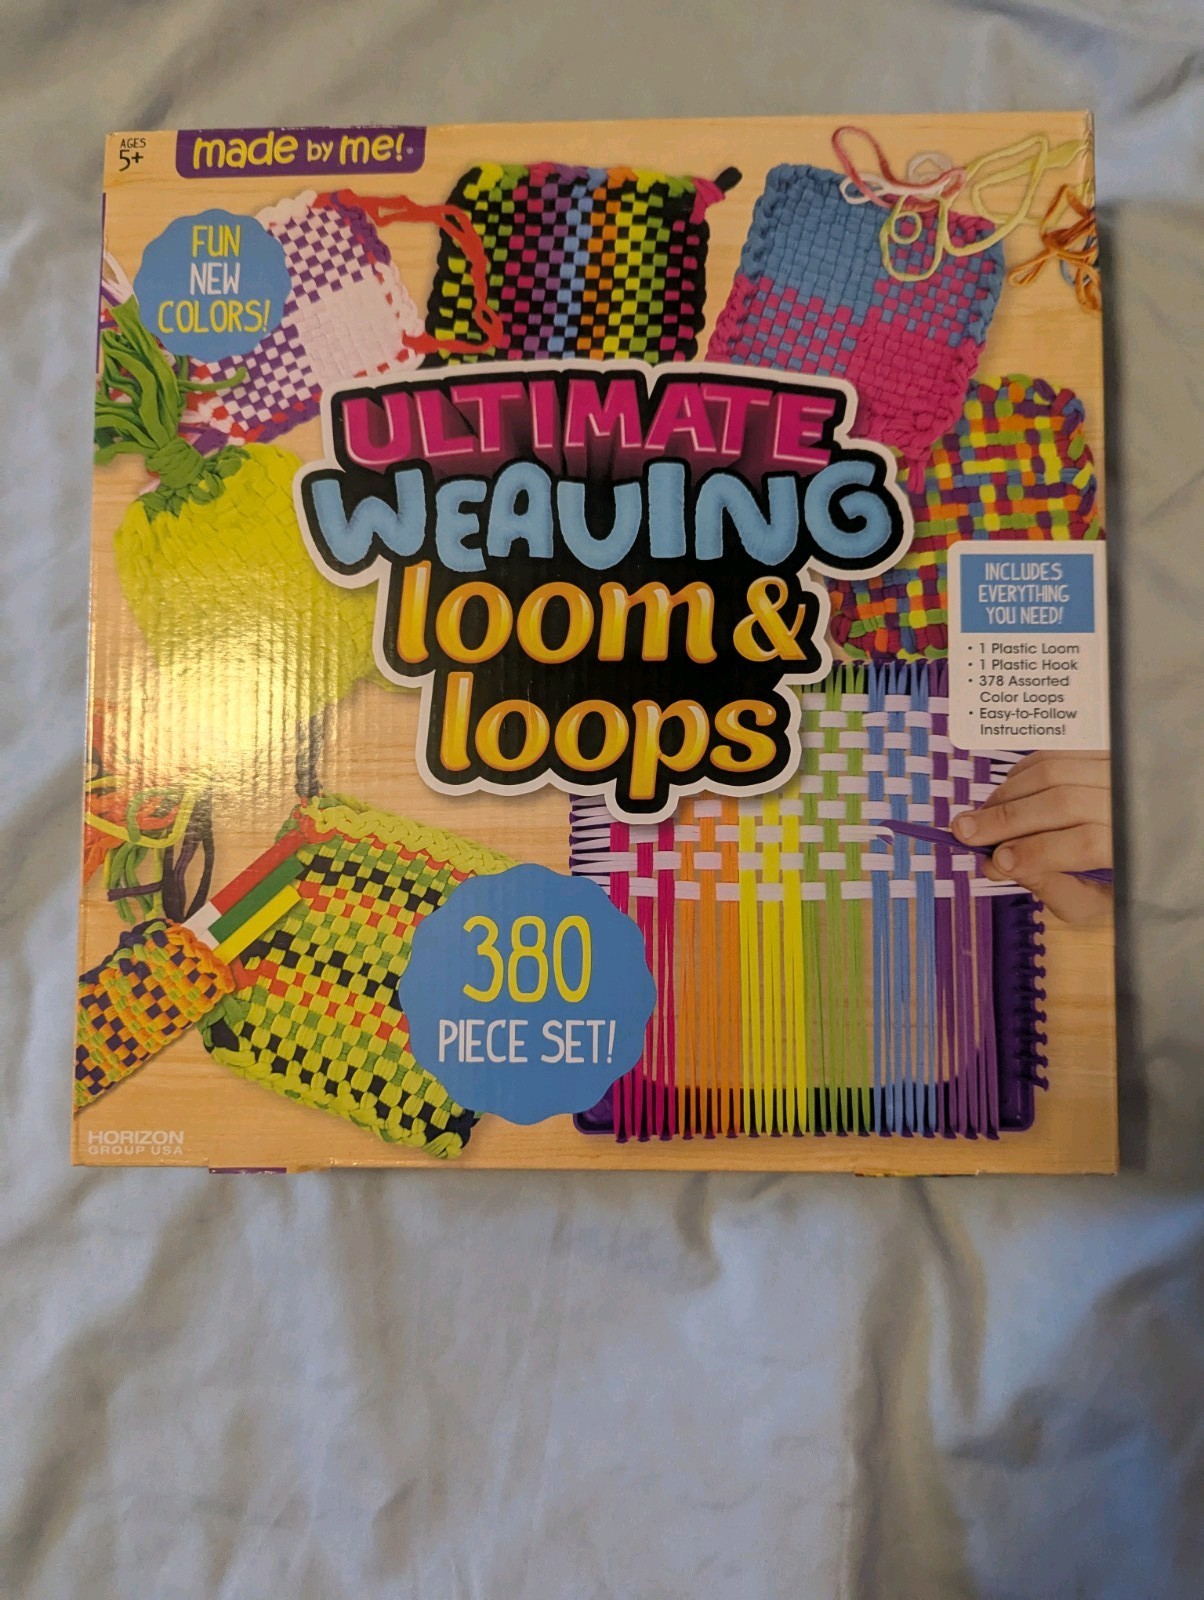 AGES
5+
made by me!
FUN
NEW
COLORS!
ULTIMATE
WEAVING
loom &
loops
INCLUDES
EVERYTHING
YOU NEED!
• 1 Plastic Loom
• 1 Plastic Hook
• 378 Assorted
Color Loops
• Easy-to-Follow
Instructions!
380
PIECE SET!
HORIZON
GROUP USA